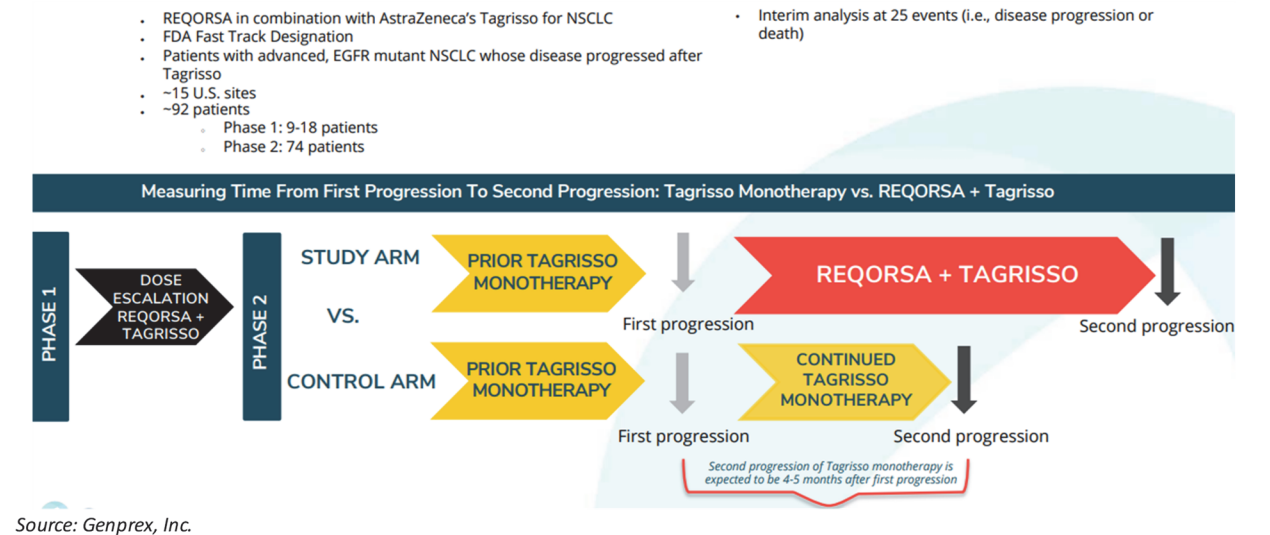 REQORSA in combination with AstraZeneca's Tagrisso for NSCLC
FDA Fast Track Designation
Patients with advanced, EGFR mutant NSCLC whose disease progressed after
Tagrisso
~15 U.S. sites
~92 patients
Phase 1: 9-18 patients
Phase 2: 74 patients
Interim analysis at 25 events (i.e., disease progression or
death)
Measuring Time From First Progression To Second Progression: Tagrisso Monotherapy vs. REQORSA + Tagrisso
PHASE 1
DOSE
ESCALATION
REQORSA +
TAGRISSO
PHASE 2
STUDY ARM
VS.
CONTROL ARM
PRIOR TAGRISSO
MONOTHERAPY
First progression
REQORSA + TAGRISSO
Second progression
PRIOR TAGRISSO
MONOTHERAPY
First progression
CONTINUED
TAGRISSO
MONOTHERAPY
Second progression
Second progression of Tagrisso monotherapy is
expected to be 4-5 months after first progression
Source: Genprex, Inc.